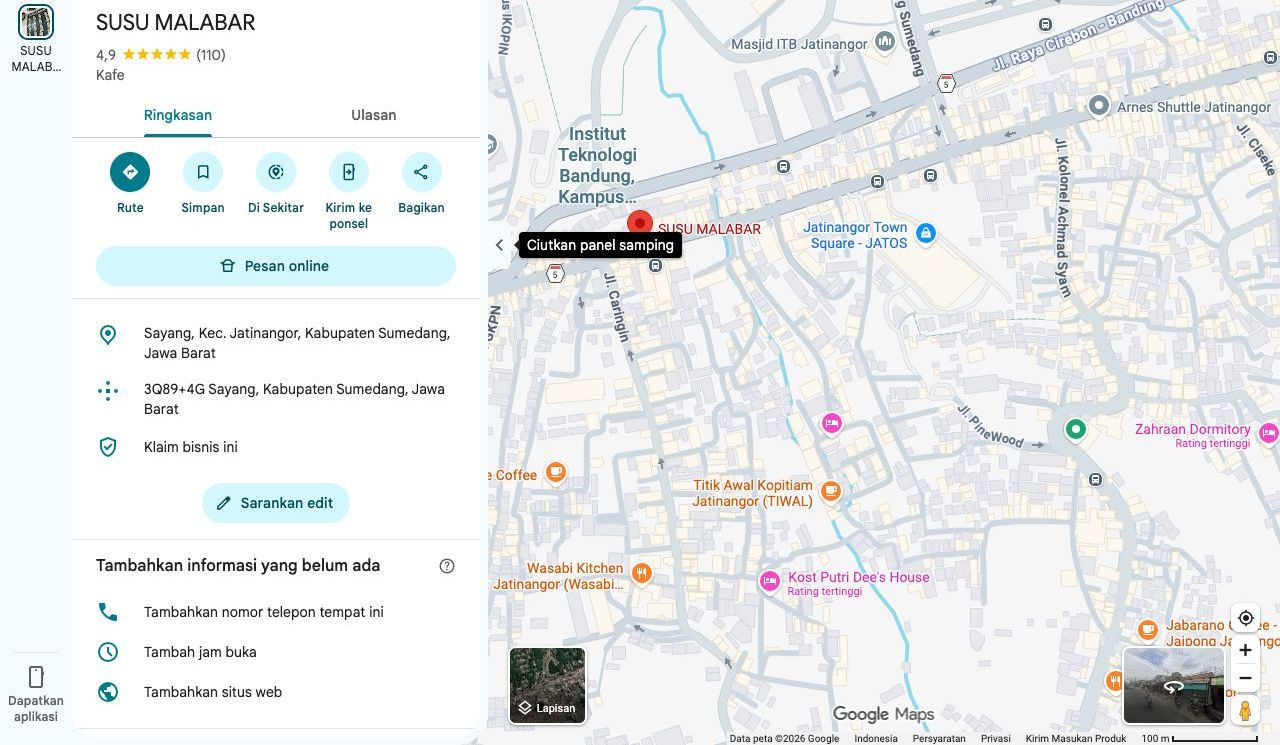 SUSU
MALAB...
Dapatkan
aplikasi
SUSU MALABAR
4,9 (110)
Kafe
Ringkasan
Ulasan
Rute
Simpan
Di Sekitar
Kirim ke
ponsel
Bagikan
Pesan online
Sayang, Kec. Jatinangor, Kabupaten Sumedang,
Jawa Barat
3Q89+4G Sayang, Kabupaten Sumedang, Jawa
Barat
Klaim bisnis ini
Sarankan edit
Tambahkan informasi yang belum ada
Tambahkan nomor telepon tempat ini
Tambah jam buka
Tambahkan situs web
Masjid ITB Jatinangor
Jl. Raya Cirebon - Bandung
5
Arnes Shuttle Jatinangor
Jl. Ciseke
Institut
Teknologi
Bandung,
Kampus...
SUSU MALABAR
Ciutkan panel samping
Jatinangor Town
Square - JATOS
Jl. Kolonel Achmad Syam
5
Jl. Caringin
Jl. PineWood
Zahraan Dormitory
Rating tertinggi
e Coffee
Titik Awal Kopitiam
Jatinangor (TIWAL)
Wasabi Kitchen
Jatinangor (Wasabi...
Kost Putri Dee's House
Rating tertinggi
Lapisan
Google Maps
Data peta ©2026 Google
Indonesia
Persyaratan
Privasi
Kirim Masukan Produk
100 m